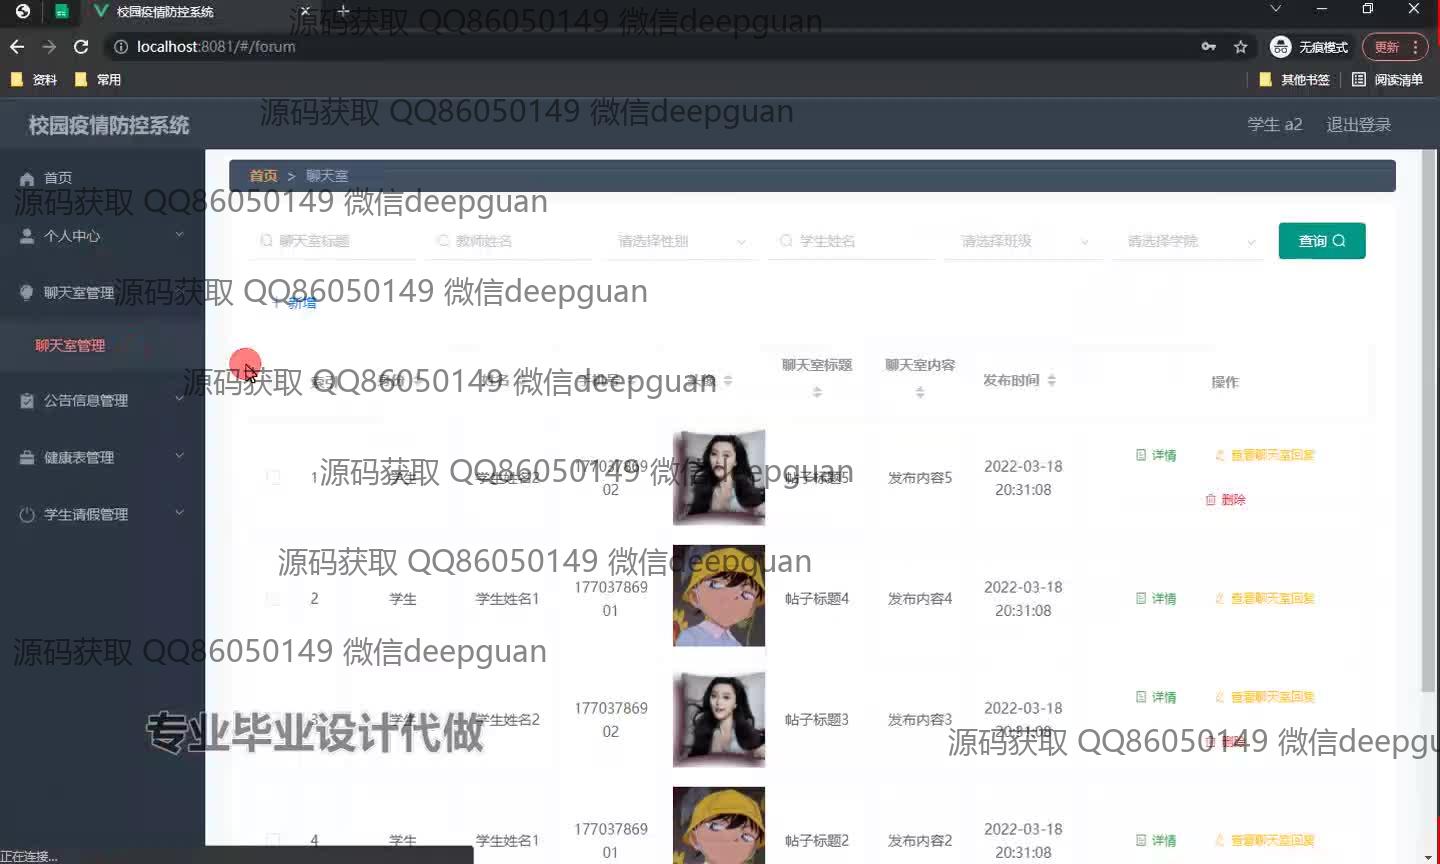 校园疫情防控系统
源码获取 QQ86050149 微信deepguan
localhost:8081/#/forum
无痕模式
更新
资料
常用
其他书签
阅读清单
源码获取 QQ86050149 微信deepguan
校园疫情防控系统
学生 a2
退出登录
首页 > 聊天室
首页
源码获取 QQ86050149 微信deepguan
个人中心
聊天室标题
教师姓名
请选择性别
学生姓名
请选择班级
请选择学院
查询
聊天室管理
源码获取 QQ86050149 微信deepguan
+ 新增
聊天室管理
源码获取 QQ86050149 微信deepguan
索引
身份
姓名
手机号
头像
聊天室标题
聊天室内容
发布时间
操作
公告信息管理
健康表管理
学生请假管理
源码获取 QQ86050149 微信deepguan
1
学生
学生姓名2
17703786902
帖子标题5
发布内容5
2022-03-18
20:31:08
详情
查看聊天室回复
删除
源码获取 QQ86050149 微信deepguan
2
学生
学生姓名1
177037869
01
帖子标题4
发布内容4
2022-03-18
20:31:08
详情
查看聊天室回复
源码获取 QQ86050149 微信deepguan
专业毕业设计代做
3
学生
学生姓名2
177037869
02
帖子标题3
发布内容3
2022-03-18
20:31:08
详情
查看聊天室回复
删除
源码获取 QQ86050149 微信deepgu
4
学生
学生姓名1
177037869
01
帖子标题2
发布内容2
2022-03-18
20:31:08
详情
查看聊天室回复
正在连接...